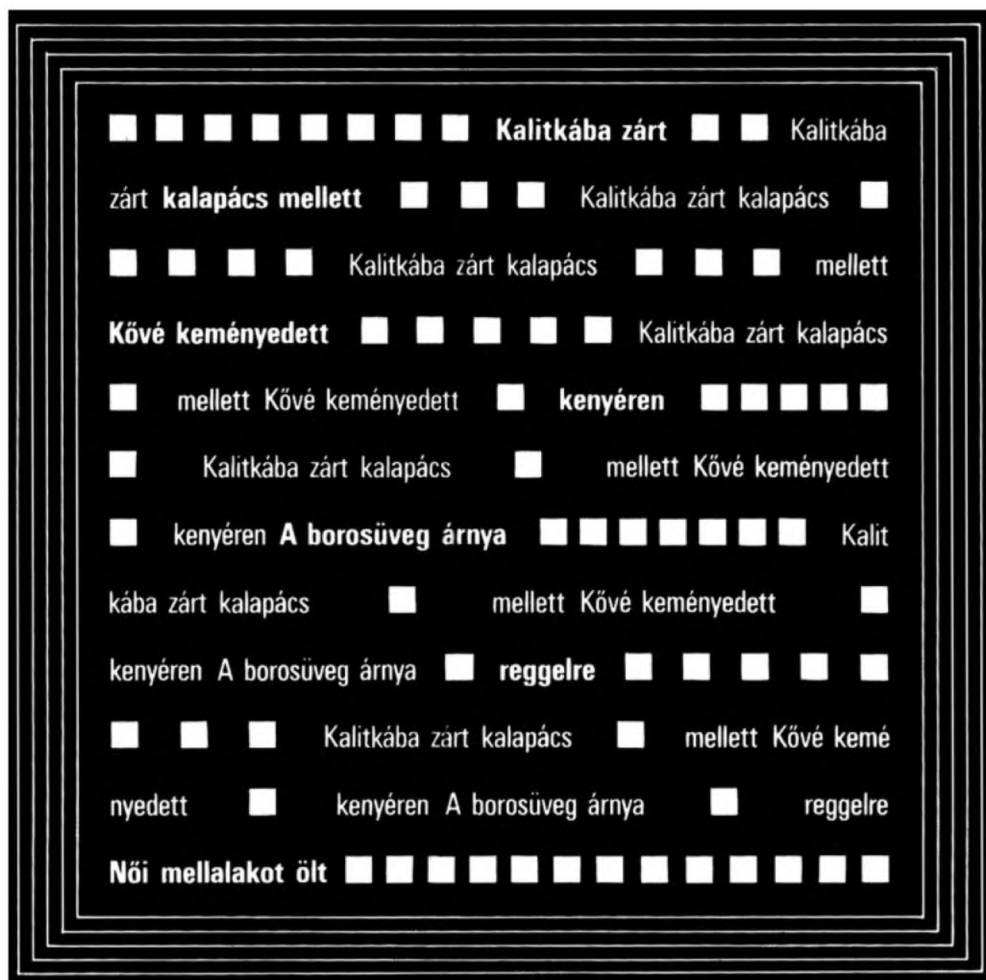 ■ ■ ■ ■ ■ ■ ■ ■ Kalitkába zárt ■ ■ Kalitkába
zárt kalapács mellett ■ ■ ■ Kalitkába zárt kalapács ■
■ ■ ■ ■ Kalitkába zárt kalapács ■ ■ ■ mellett
Kővé keményedett ■ ■ ■ ■ ■ Kalitkába zárt kalapács
■ mellett Kővé keményedett ■ kenyéren ■ ■ ■ ■ ■
■ Kalitkába zárt kalapács ■ mellett Kővé keményedett
■ kenyéren A borosüveg árnya ■ ■ ■ ■ ■ ■ ■ Kalit
kába zárt kalapács ■ mellett Kővé keményedett ■
kenyéren A borosüveg árnya ■ reggelre ■ ■ ■ ■ ■
■ ■ ■ Kalitkába zárt kalapács ■ mellett Kővé kemé
nyedett ■ kenyéren A borosüveg árnya ■ reggelre
Női mellalakot ölt ■ ■ ■ ■ ■ ■ ■ ■ ■ ■ ■ ■ ■